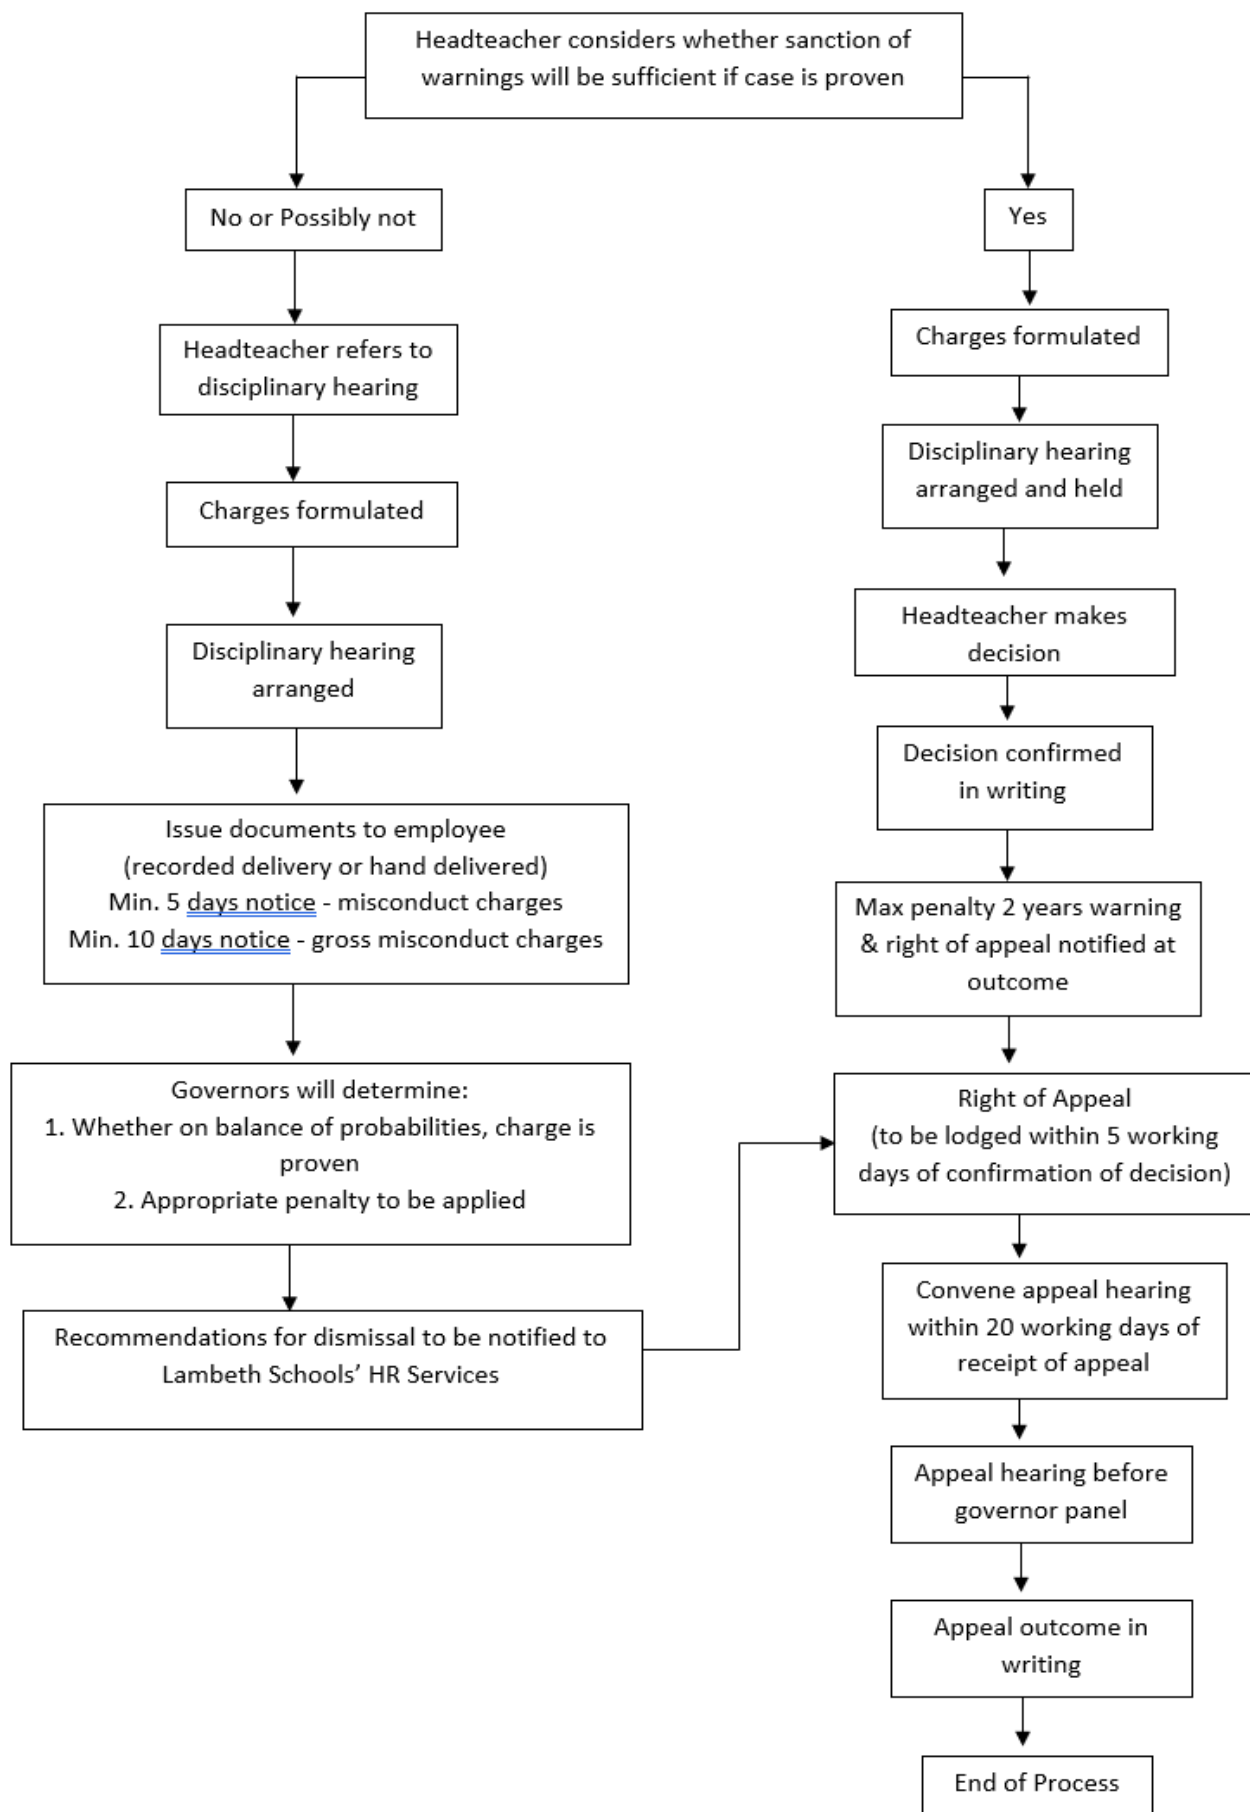 Headteacher considers whether sanction of
warnings will be sufficient if case is proven
No or Possibly not
Headteacher refers to
disciplinary hearing
Charges formulated
Disciplinary hearing
arranged
Issue documents to employee
(recorded delivery or hand delivered)
Min. 5 days notice - misconduct charges
Min. 10 days notice - gross misconduct charges
Governors will determine:
1. Whether on balance of probabilities, charge is
proven
2. Appropriate penalty to be applied
Recommendations for dismissal to be notified to
Lambeth Schools’ HR Services
Yes
Charges formulated
Disciplinary hearing
arranged and held
Headteacher makes
decision
Decision confirmed
in writing
Max penalty 2 years warning
& right of appeal notified at
outcome
Right of Appeal
(to be lodged within 5 working
days of confirmation of decision)
Convene appeal hearing
within 20 working days of
receipt of appeal
Appeal hearing before
governor panel
Appeal outcome in
writing
End of Process